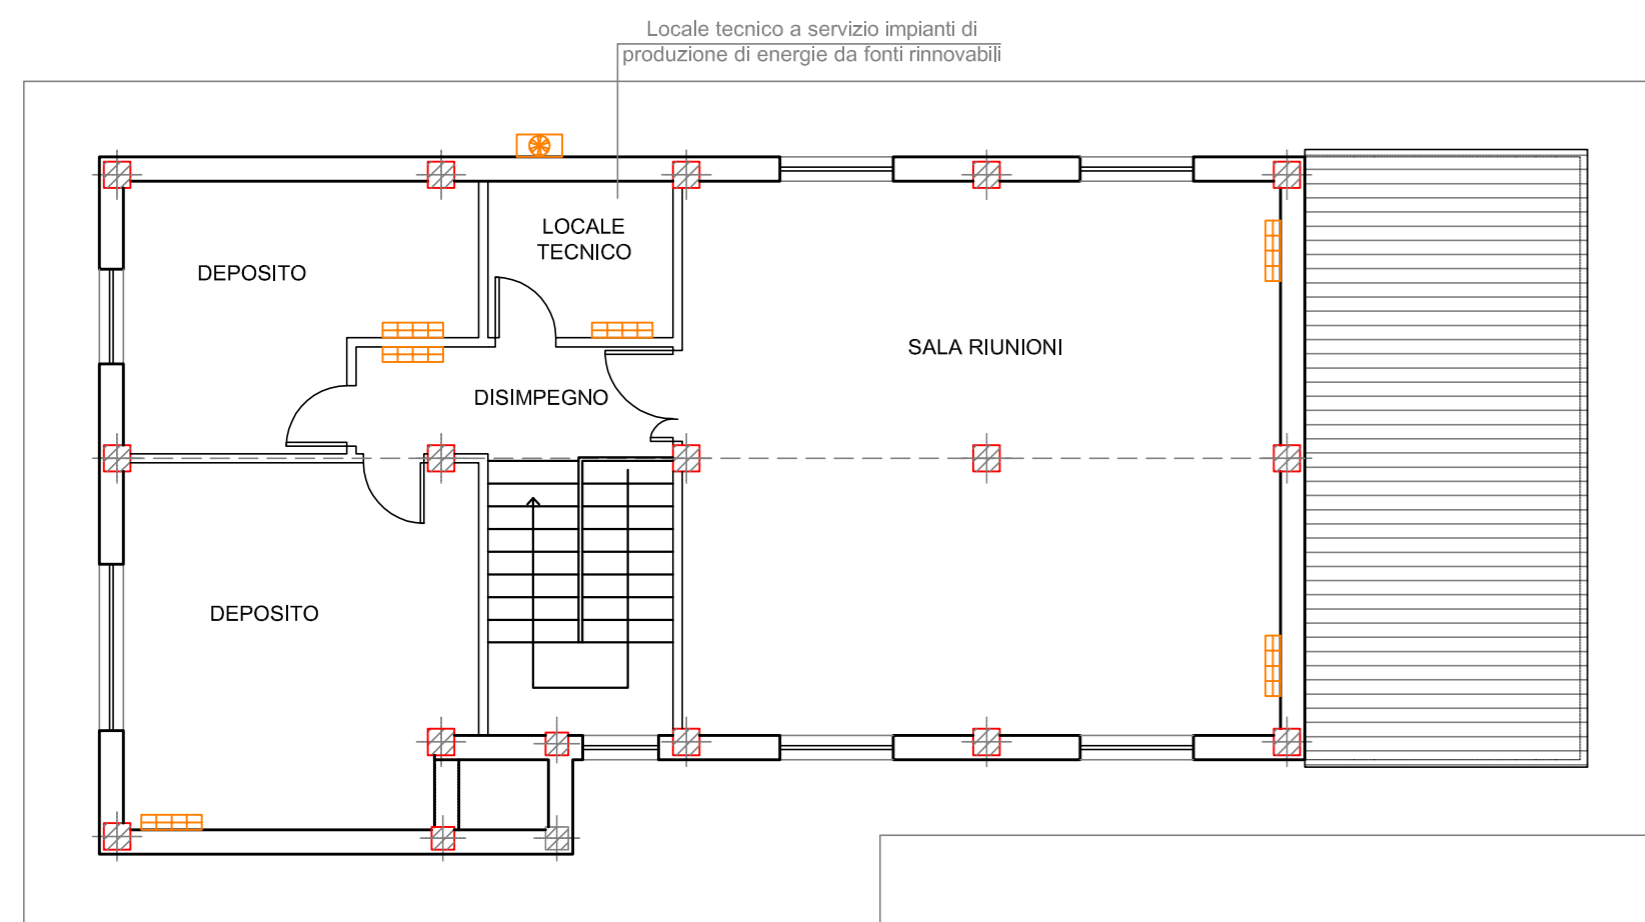 Locale tecnico a servizio impianti di
produzione di energie da fonti rinnovabili
LOCALE
TECNICO
DEPOSITO
SALA RIUNIONI
DISIMPEGNO
DEPOSITO